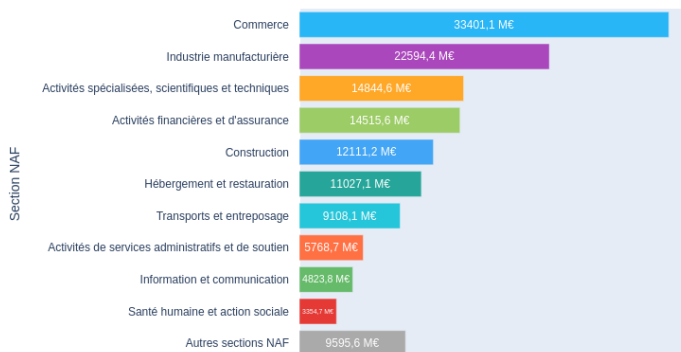 Section NAF
Commerce 33401,1 M€
Industrie manufacturière 22594,4 M€
Activités spécialisées, scientifiques et techniques 14844,6 M€
Activités financières et d'assurance 14515,6 M€
Construction 12111,2 M€
Hébergement et restauration 11027,1 M€
Transports et entreposage 9108,1 M€
Activités de services administratifs et de soutien 5768,7 M€
Information et communication 4823,8 M€
Santé humaine et action sociale 3354,7 M€
Autres sections NAF 9595,6 M€